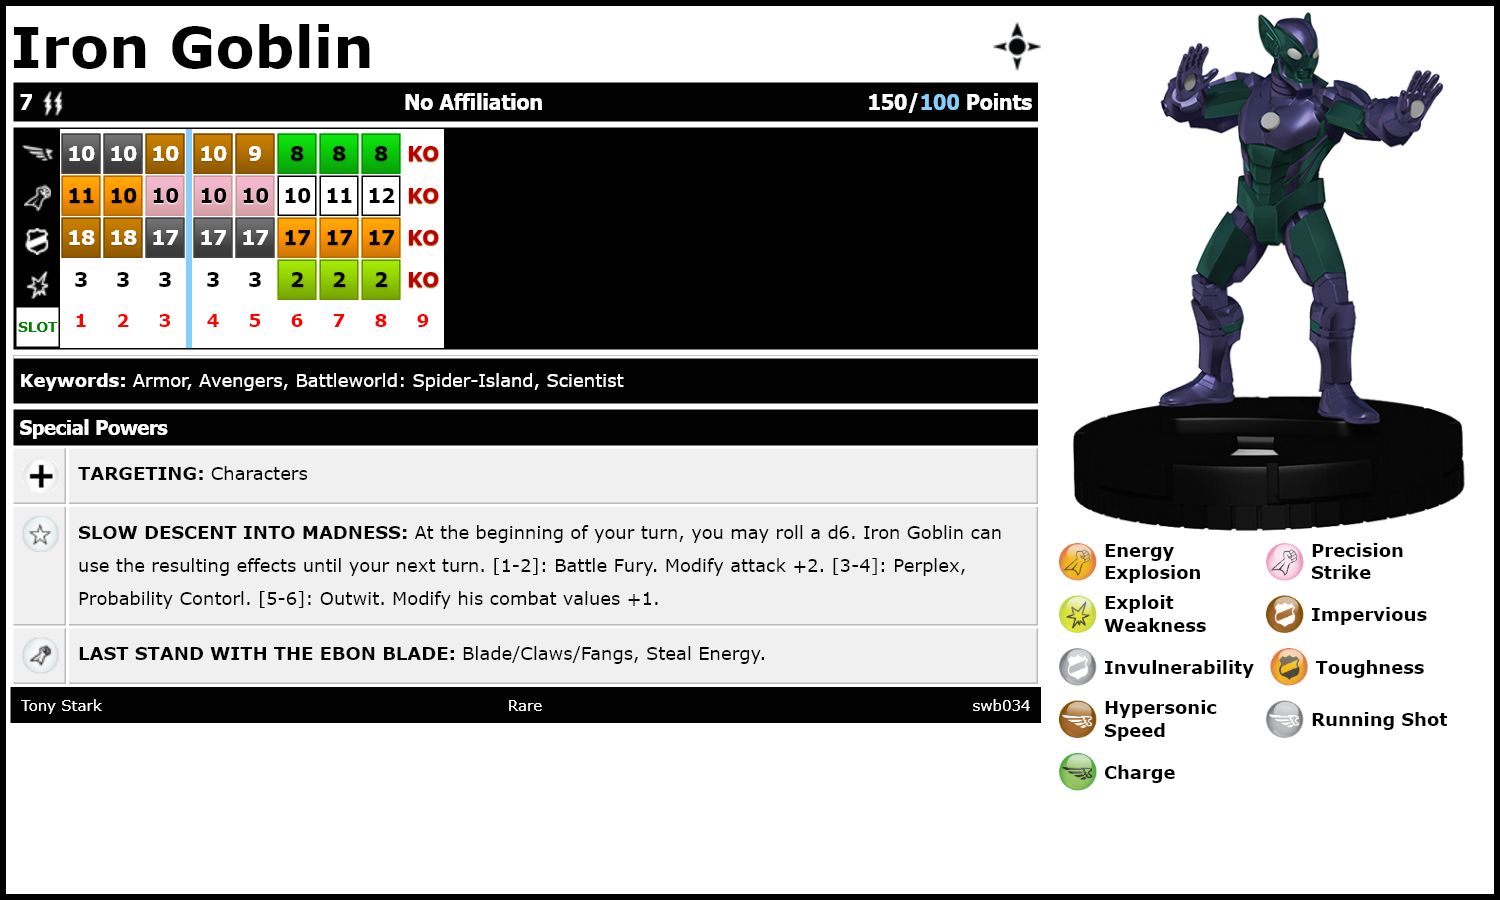 Iron Goblin
7 No Affiliation 150/100 Points
10 10 10 10 9 8 8 8 KO
11 10 10 10 10 10 11 12 KO
18 18 17 17 17 17 17 17 KO
3 3 3 3 3 2 2 2 KO
SLOT 1 2 3 4 5 6 7 8 9
Keywords: Armor, Avengers, Battleworld: Spider-Island, Scientist
Special Powers
TARGETING: Characters
SLOW DESCENT INTO MADNESS: At the beginning of your turn, you may roll a d6. Iron Goblin can
use the resulting effects until your next turn. [1-2]: Battle Fury. Modify attack +2. [3-4]: Perplex,
Probability Contorl. [5-6]: Outwit. Modify his combat values +1.
LAST STAND WITH THE EBON BLADE: Blade/Claws/Fangs, Steal Energy.
Tony Stark Rare swb034
Energy
Explosion
Precision
Strike
Exploit
Weakness
Impervious
Invulnerability
Toughness
Hypersonic
Speed
Running Shot
Charge